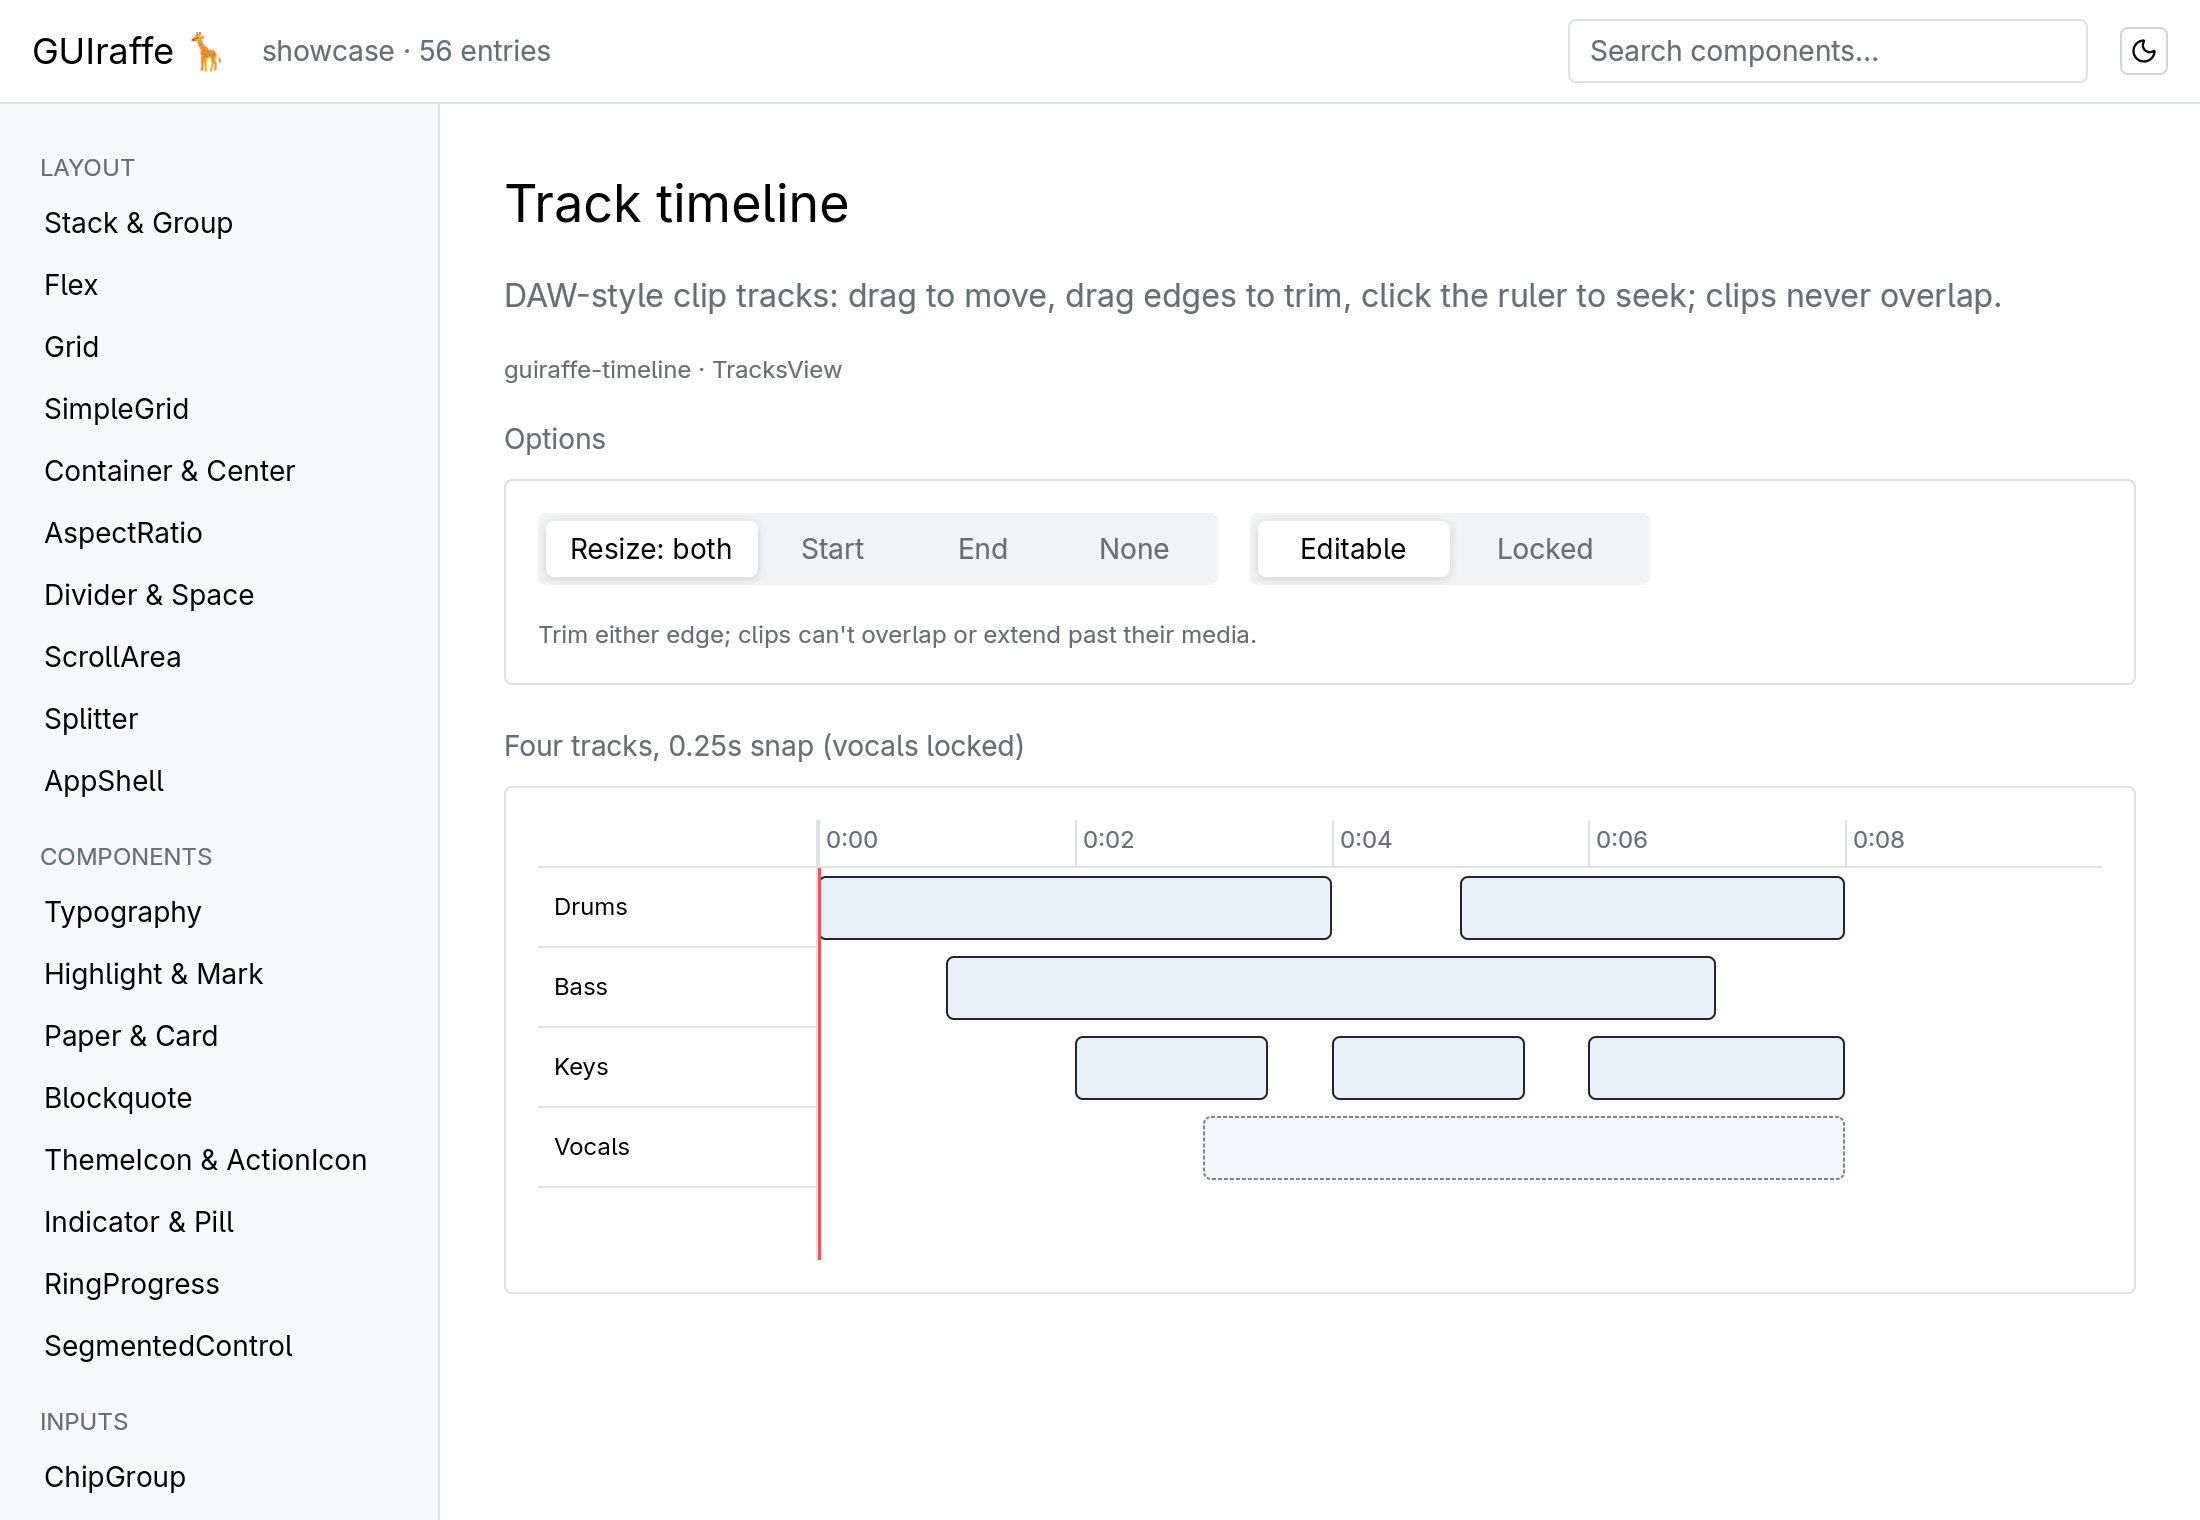 GUIraffe 🦒 showcase · 56 entries Search components...
LAYOUT
Stack & Group
Flex
Grid
SimpleGrid
Container & Center
AspectRatio
Divider & Space
ScrollArea
Splitter
AppShell
COMPONENTS
Typography
Highlight & Mark
Paper & Card
Blockquote
ThemeIcon & ActionIcon
Indicator & Pill
RingProgress
SegmentedControl
INPUTS
ChipGroup
Track timeline
DAW-style clip tracks: drag to move, drag edges to trim, click the ruler to seek; clips never overlap.
guiraffe-timeline · TracksView
Options
Resize: both Start End None Editable Locked
Trim either edge; clips can't overlap or extend past their media.
Four tracks, 0.25s snap (vocals locked)
0:00 0:02 0:04 0:06 0:08
Drums
Bass
Keys
Vocals